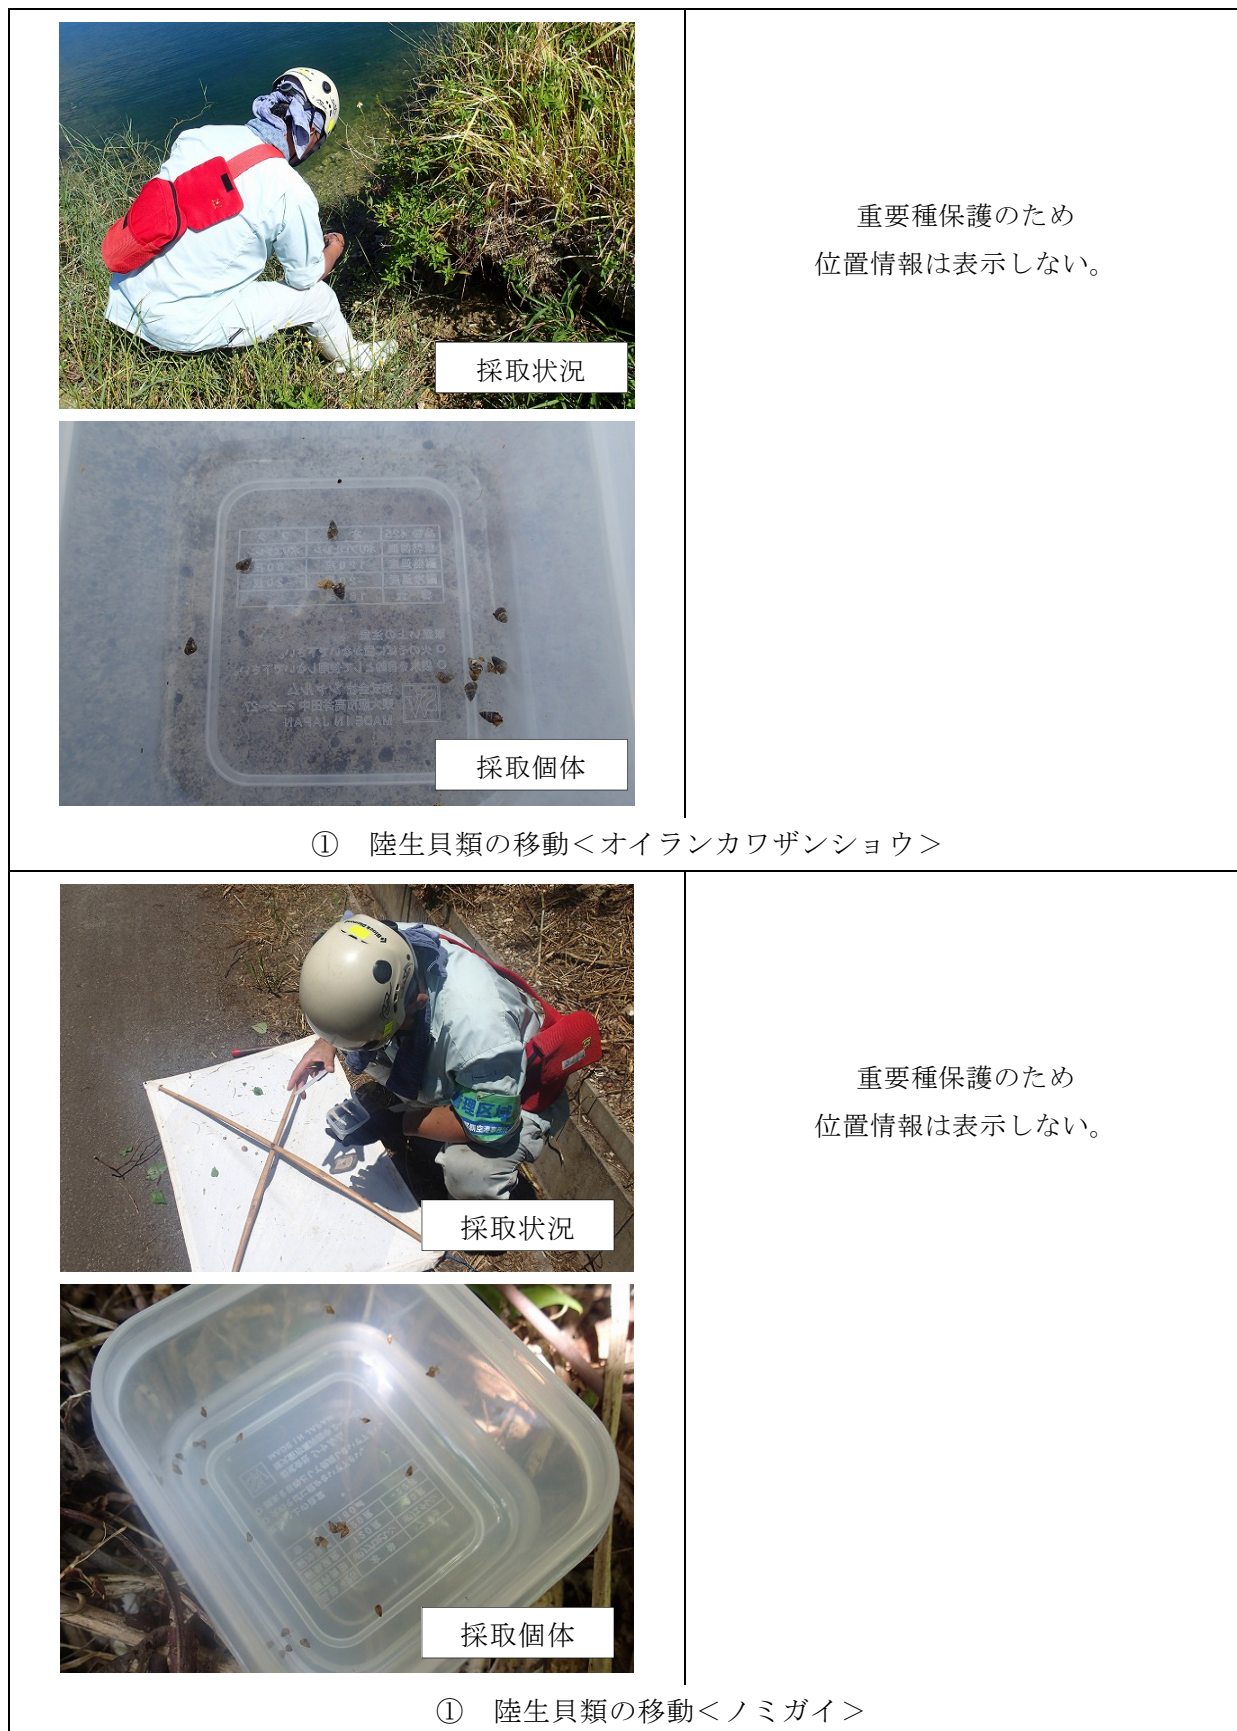 採取状況
重要種保護のため
位置情報は表示しない。
MADE IN JAPAN
採取個体
① 陸生貝類の移動＜オイランカワザンショウ＞
採取状況
重要種保護のため
位置情報は表示しない。
採取個体
① 陸生貝類の移動＜ノミガイ＞